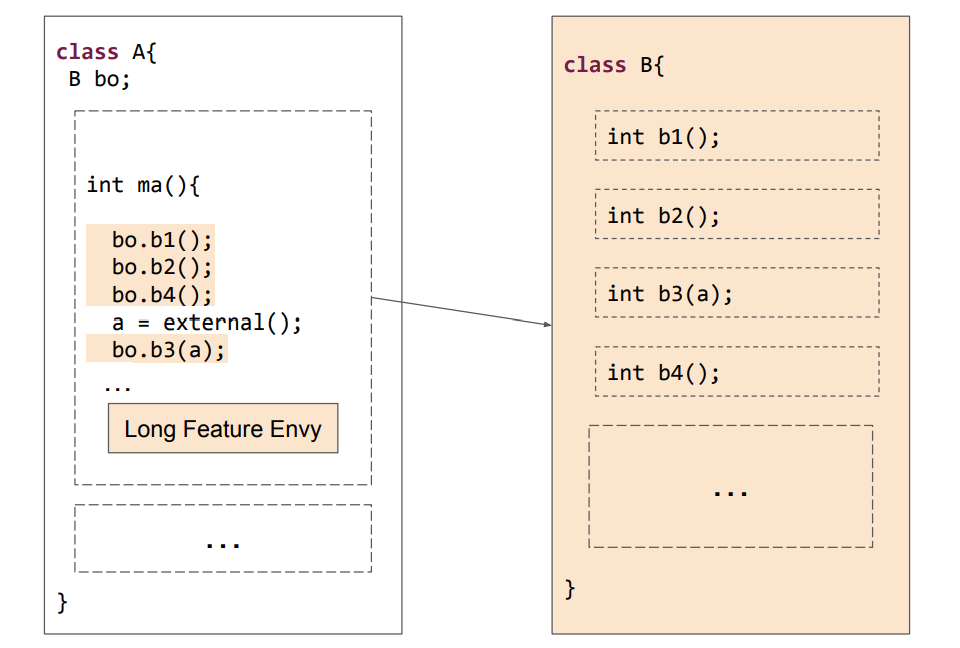 class A{
B bo;
int ma(){
bo.b1();
bo.b2();
bo.b4();
a = external();
bo.b3(a);
...
Long Feature Envy
...
}
class B{
int b1();
int b2();
int b3(a);
int b4();
...
}